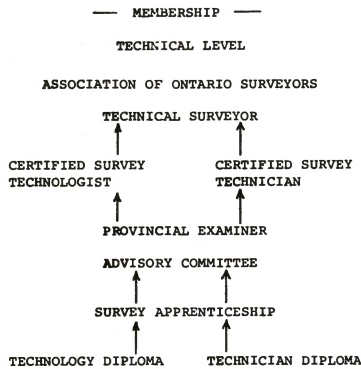 — MEMBERSHIP —
TECHNICAL LEVEL
ASSOCIATION OF ONTARIO SURVEYORS
TECHNICAL SURVEYOR
CERTIFIED SURVEY CERTIFIED SURVEY
TECHNOLOGIST TECHNICIAN
PROVINCIAL EXAMINER
ADVISORY COMMITTEE
SURVEY APPRENTICESHIP
TECHNOLOGY DIPLOMA TECHNICIAN DIPLOMA